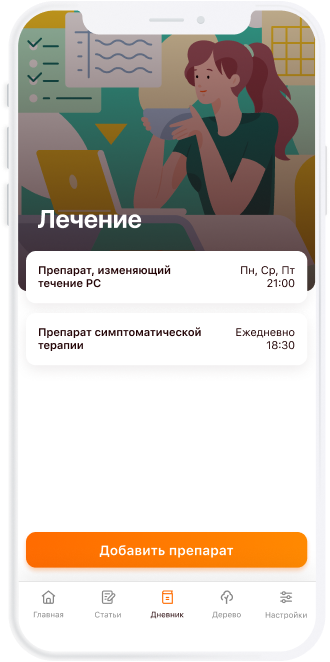 Лечение
Препарат, изменяющий
течение РС
Пн, Ср, Пт
21:00
Препарат симптоматической
терапии
Ежедневно
18:30
Добавить препарат
Главная
Статьи
Дневник
Дерево
Настройки